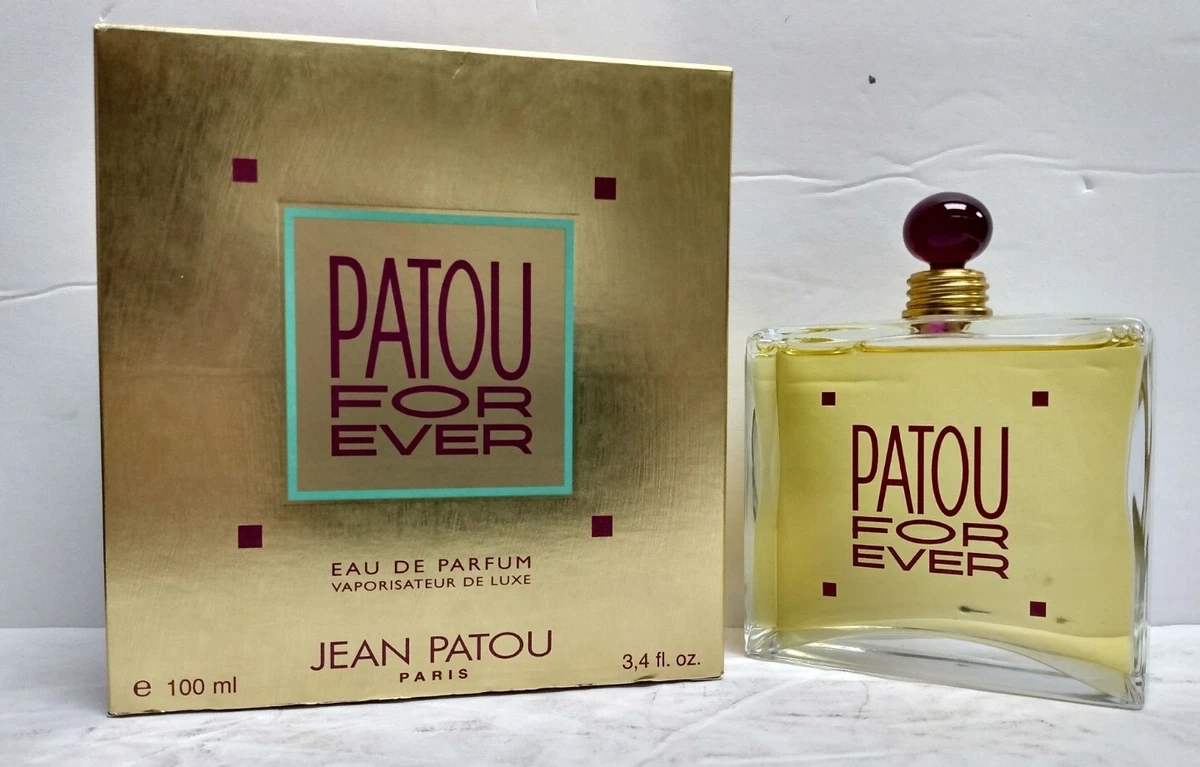 PATOU
FOR
EVER
EAU DE PARFUM
VAPORISATEUR DE LUXE
JEAN PATOU
PARIS
e 100 ml
3,4 fl. oz.
PATOU
FOR
EVER